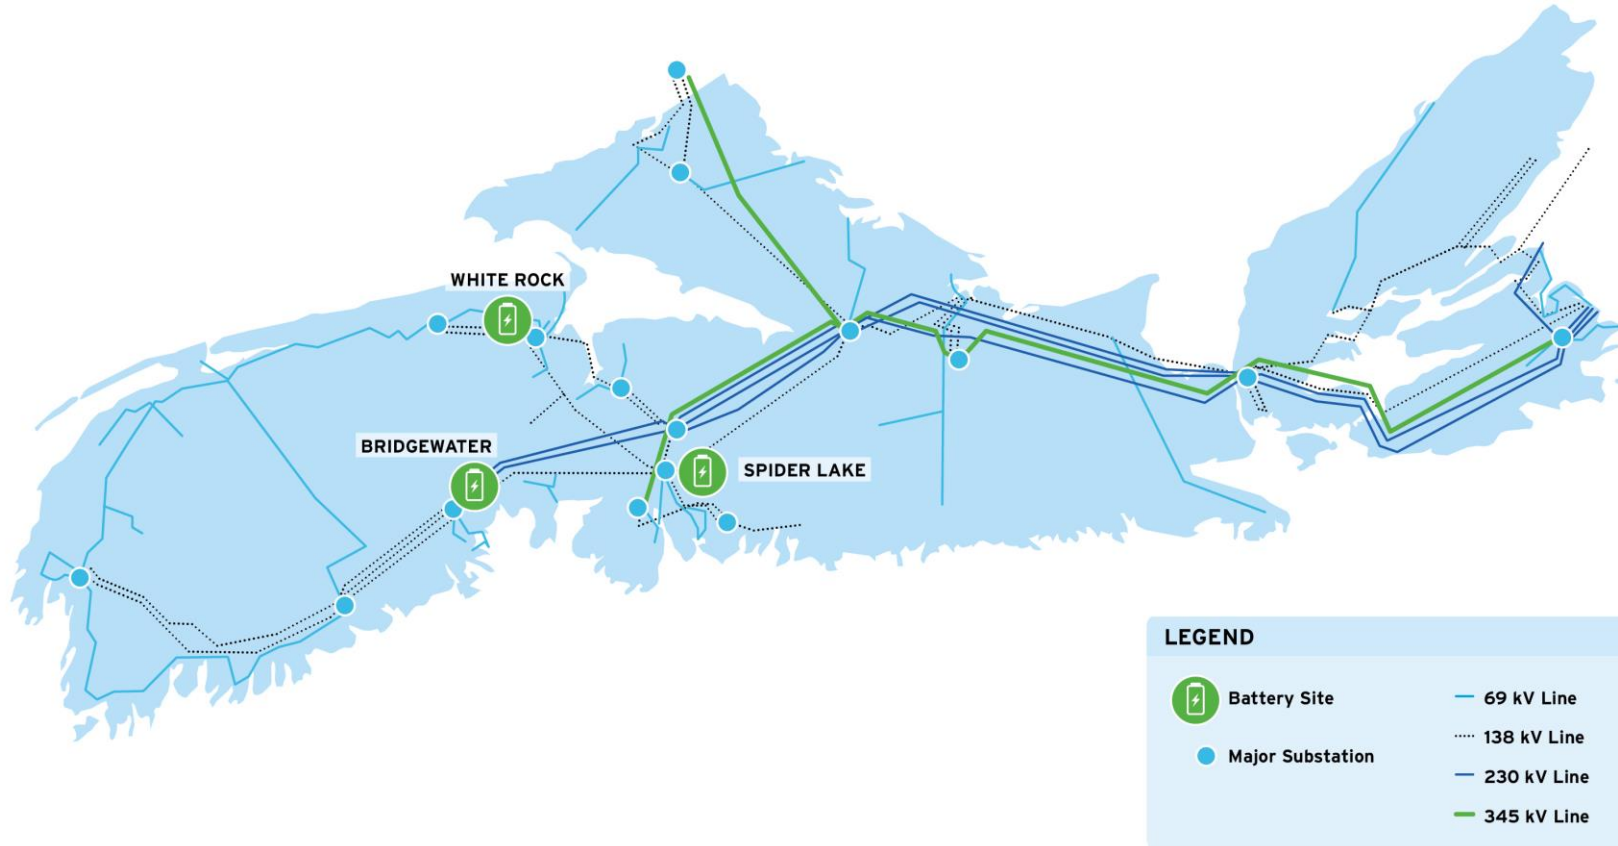 WHITE ROCK
BRIDGEWATER
SPIDER LAKE
LEGEND
Battery Site
Major Substation
69 kV Line
138 kV Line
230 kV Line
345 kV Line